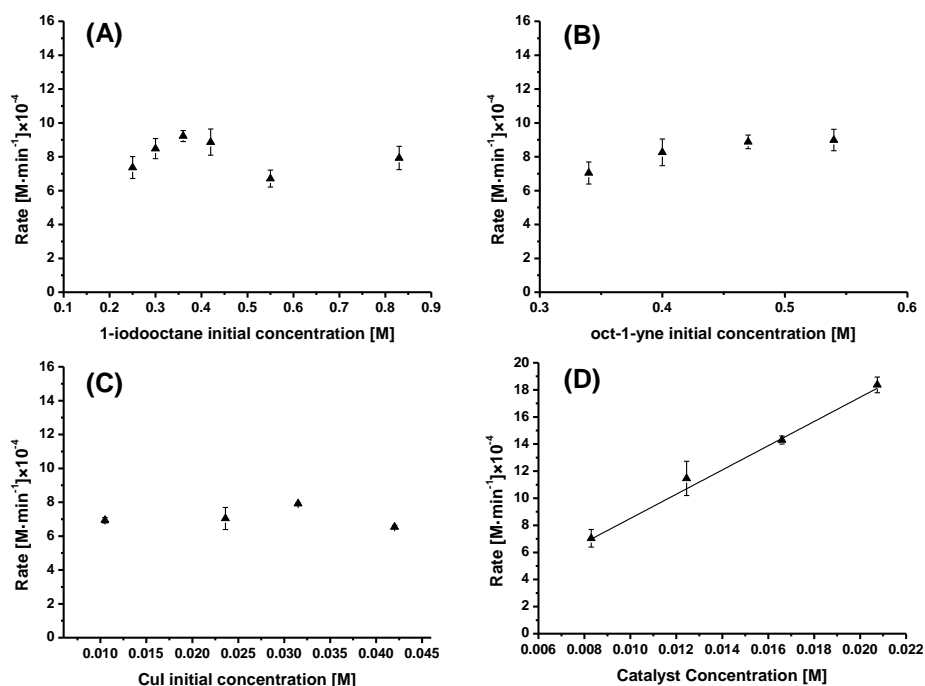 (A)
Rate [M·min⁻¹]×10⁻⁴
16
14
12
10
8
6
4
2
0
0.1 0.2 0.3 0.4 0.5 0.6 0.7 0.8 0.9
1-iodooctane initial concentration [M]
(B)
Rate [M·min⁻¹]×10⁻⁴
16
14
12
10
8
6
4
2
0
0.3 0.4 0.5 0.6
oct-1-yne initial concentration [M]
(C)
Rate [M·min⁻¹]×10⁻⁴
16
14
12
10
8
6
4
2
0
0.010 0.015 0.020 0.025 0.030 0.035 0.040 0.045
CuI initial concentration [M]
(D)
Rate [M·min⁻¹]×10⁻⁴
20
18
16
14
12
10
8
6
4
2
0
0.006 0.008 0.010 0.012 0.014 0.016 0.018 0.020 0.022
Catalyst Concentration [M]